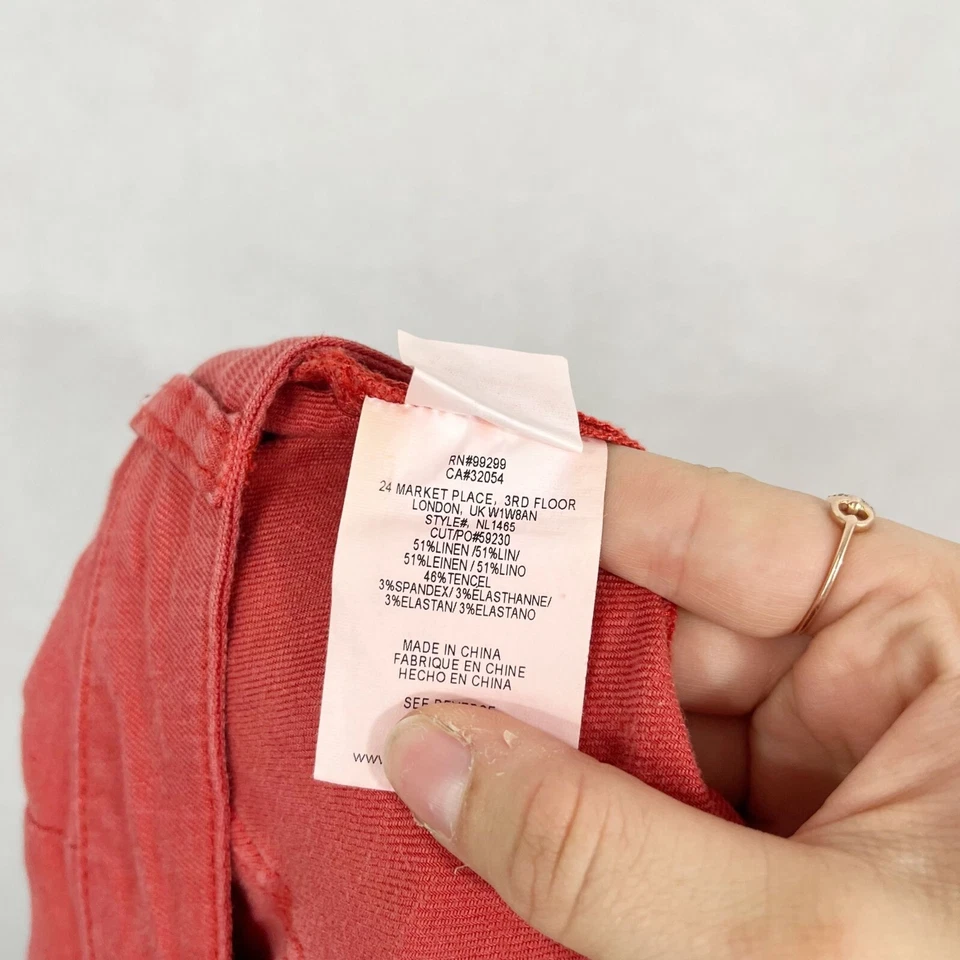 RN#99299
CA#32054
24 MARKET PLACE, 3RD FLOOR
LONDON, UK W1W8AN
STYLE#, NL1465
CUT/PO#59230
51%LINEN /51%LIN/
51%LEINEN / 51%LINO
46%TENCEL
3%SPANDEX/ 3%ELASTHANNE/
3%ELASTAN/ 3%ELASTANO
MADE IN CHINA
FABRIQUE EN CHINE
HECHO EN CHINA
SEE